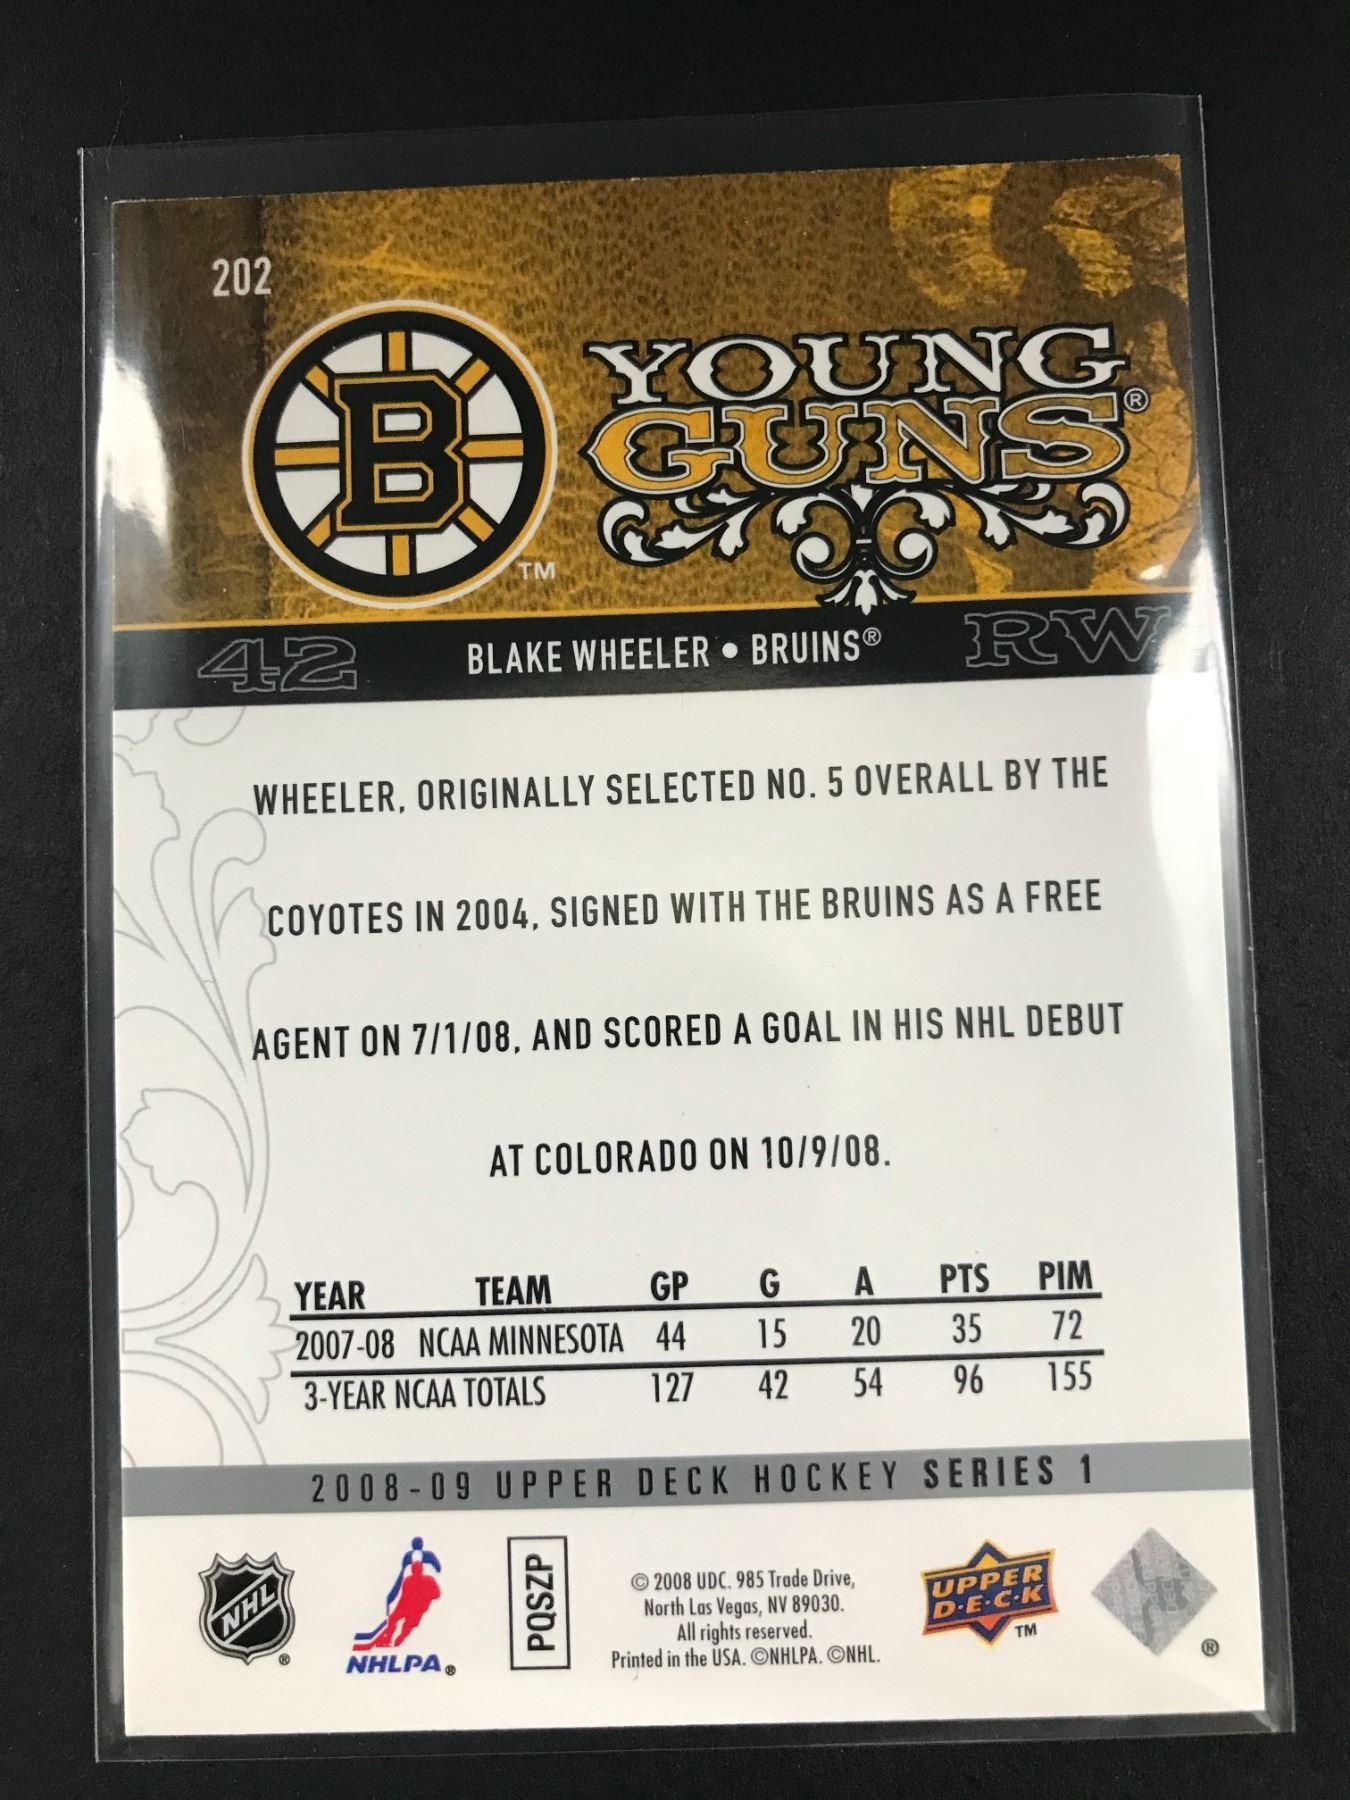 202
B
TM
YOUNG
GUNS®
42 BLAKE WHEELER • BRUINS® RW
WHEELER, ORIGINALLY SELECTED NO. 5 OVERALL BY THE
COYOTES IN 2004, SIGNED WITH THE BRUINS AS A FREE
AGENT ON 7/1/08, AND SCORED A GOAL IN HIS NHL DEBUT
AT COLORADO ON 10/9/08.
YEAR TEAM GP G A PTS PIM
2007-08 NCAA MINNESOTA 44 15 20 35 72
3-YEAR NCAA TOTALS 127 42 54 96 155
2008-09 UPPER DECK HOCKEY SERIES 1
NHL ®
NHLPA ®
PQSZP
© 2008 UDC. 985 Trade Drive,
North Las Vegas, NV 89030.
All rights reserved.
Printed in the USA. ©NHLPA. ©NHL.
UPPER
D·E·C·K
TM
®